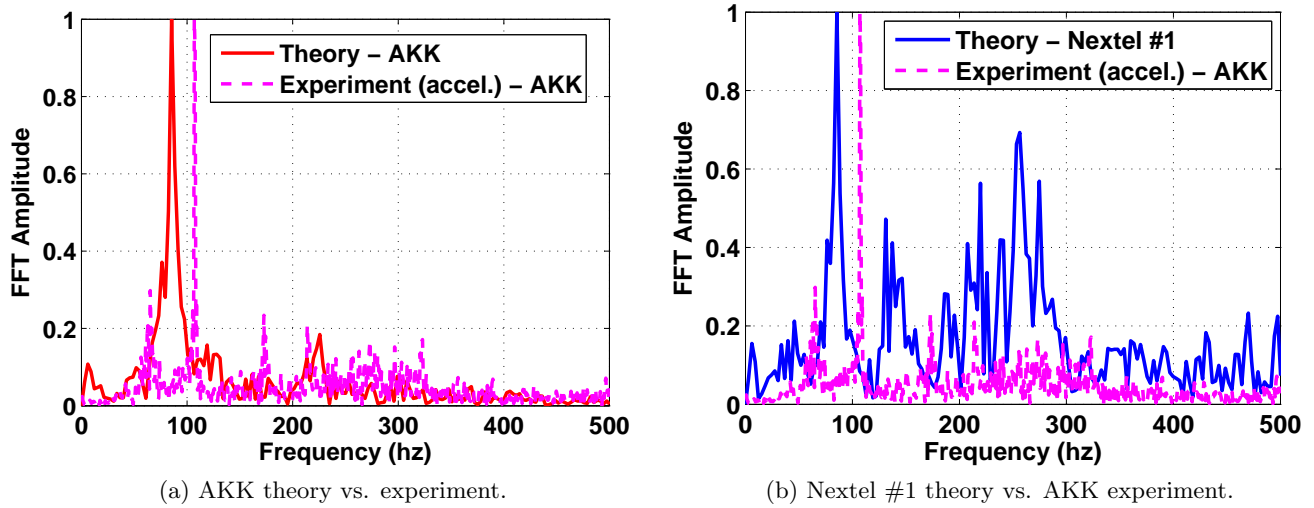 1
0.8
0.6
0.4
0.2
0
FFT Amplitude
Theory – AKK
Experiment (accel.) – AKK
0 100 200 300 400 500
Frequency (hz)
(a) AKK theory vs. experiment.
1
0.8
0.6
0.4
0.2
0
FFT Amplitude
Theory – Nextel #1
Experiment (accel.) – AKK
0 100 200 300 400 500
Frequency (hz)
(b) Nextel #1 theory vs. AKK experiment.